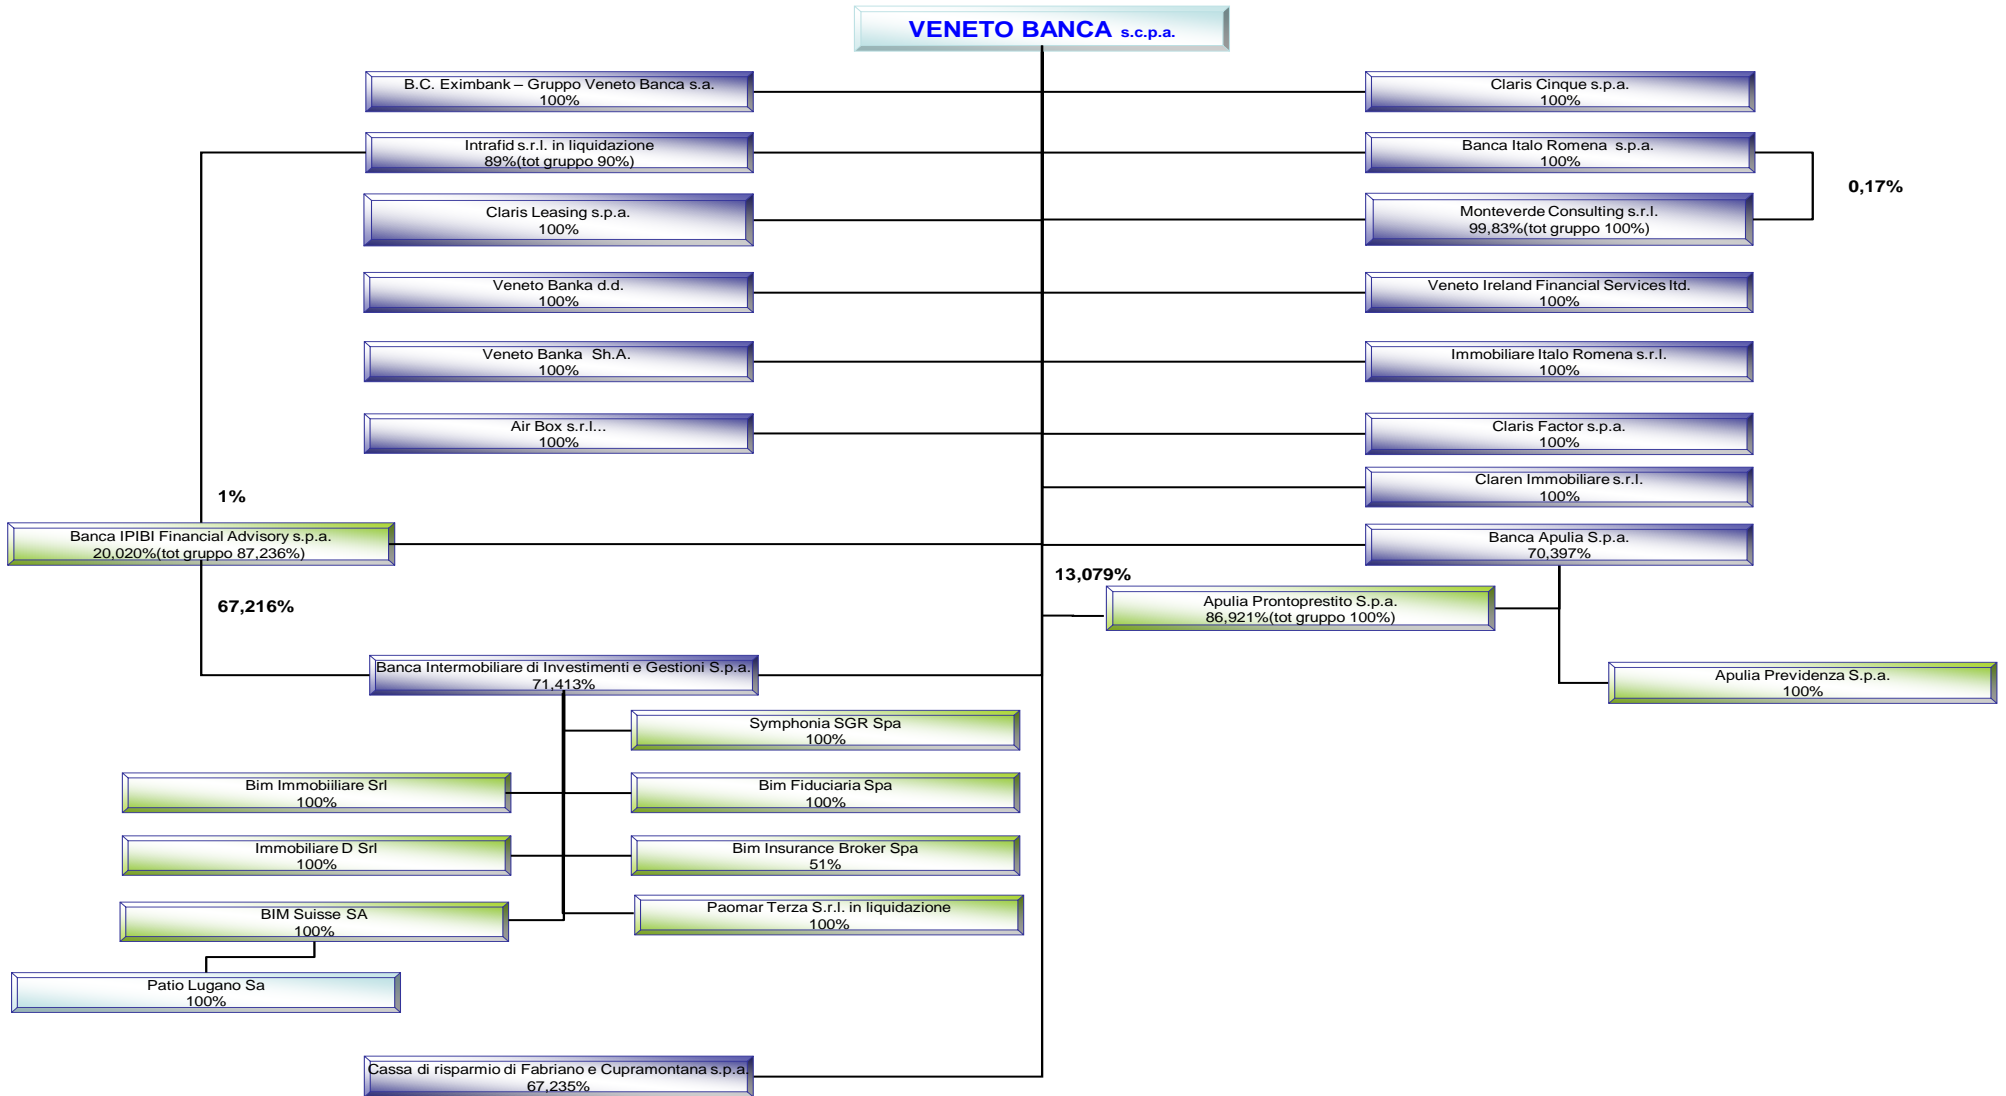 VENETO BANCA s.c.p.a.
B.C. Eximbank – Gruppo Veneto Banca s.a.
100%
Claris Cinque s.p.a.
100%
Intrafid s.r.l. in liquidazione
89%(tot gruppo 90%)
Banca Italo Romena s.p.a.
100%
0,17%
Claris Leasing s.p.a.
100%
Monteverde Consulting s.r.l.
99,83%(tot gruppo 100%)
Veneto Banka d.d.
100%
Veneto Ireland Financial Services ltd.
100%
Veneto Banka Sh.A.
100%
Immobiliare Italo Romena s.r.l.
100%
Air Box s.r.l...
100%
Claris Factor s.p.a.
100%
Claren Immobiliare s.r.l.
100%
1%
Banca IPIBI Financial Advisory s.p.a.
20,020%(tot gruppo 87,236%)
Banca Apulia S.p.a.
70,397%
13,079%
67,216%
Apulia Prontoprestito S.p.a.
86,921%(tot gruppo 100%)
Banca Intermobiliare di Investimenti e Gestioni S.p.a.
71,413%
Apulia Previdenza S.p.a.
100%
Symphonia SGR Spa
100%
Bim Immobiiliare Srl
100%
Bim Fiduciaria Spa
100%
Immobiliare D Srl
100%
Bim Insurance Broker Spa
51%
BIM Suisse SA
100%
Paomar Terza S.r.l. in liquidazione
100%
Patio Lugano Sa
100%
Cassa di risparmio di Fabriano e Cupramontana s.p.a.
67,235%